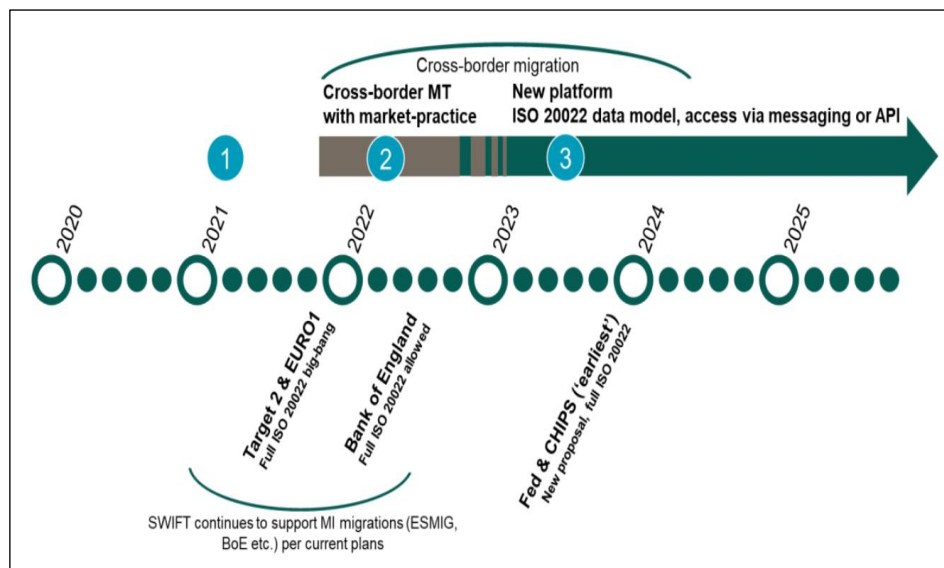 Cross-border migration
Cross-border MT
with market-practice
New platform
ISO 20022 data model, access via messaging or API
1
2
3
2020
2021
2022
2023
2024
2025
Target 2 & EURO1
Full ISO 20022 big-bang
Bank of England
Full ISO 20022 allowed
Fed & CHIPS ('earliest')
New proposal, full ISO 20022
SWIFT continues to support MI migrations (ESMIG,
BoE etc.) per current plans